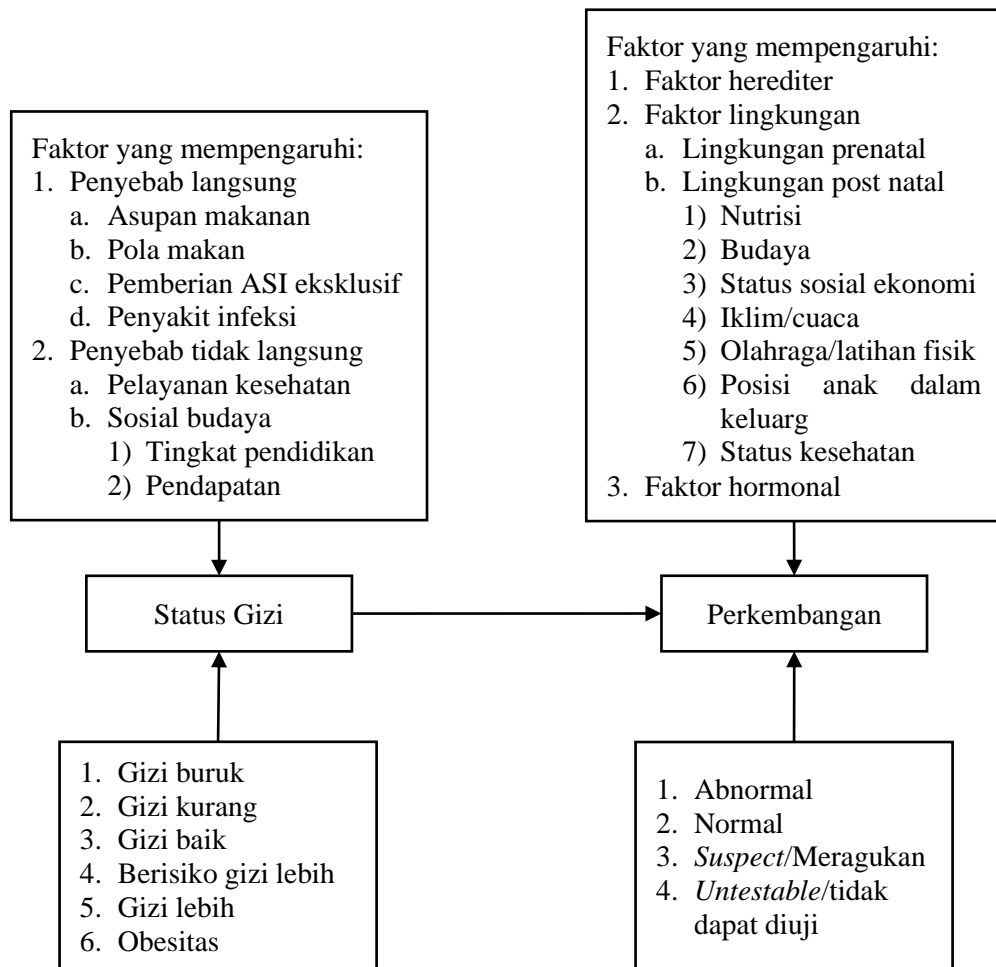 Faktor yang mempengaruhi:
1. Penyebab langsung
a. Asupan makanan
b. Pola makan
c. Pemberian ASI eksklusif
d. Penyakit infeksi
2. Penyebab tidak langsung
a. Pelayanan kesehatan
b. Sosial budaya
1) Tingkat pendidikan
2) Pendapatan
Faktor yang mempengaruhi:
1. Faktor herediter
2. Faktor lingkungan
a. Lingkungan prenatal
b. Lingkungan post natal
1) Nutrisi
2) Budaya
3) Status sosial ekonomi
4) Iklim/cuaca
5) Olahraga/latihan fisik
6) Posisi anak dalam
keluarg
7) Status kesehatan
3. Faktor hormonal
Status Gizi
Perkembangan
1. Gizi buruk
2. Gizi kurang
3. Gizi baik
4. Berisiko gizi lebih
5. Gizi lebih
6. Obesitas
1. Abnormal
2. Normal
3. Suspect/Meragukan
4. Untestable/tidak
dapat diuji